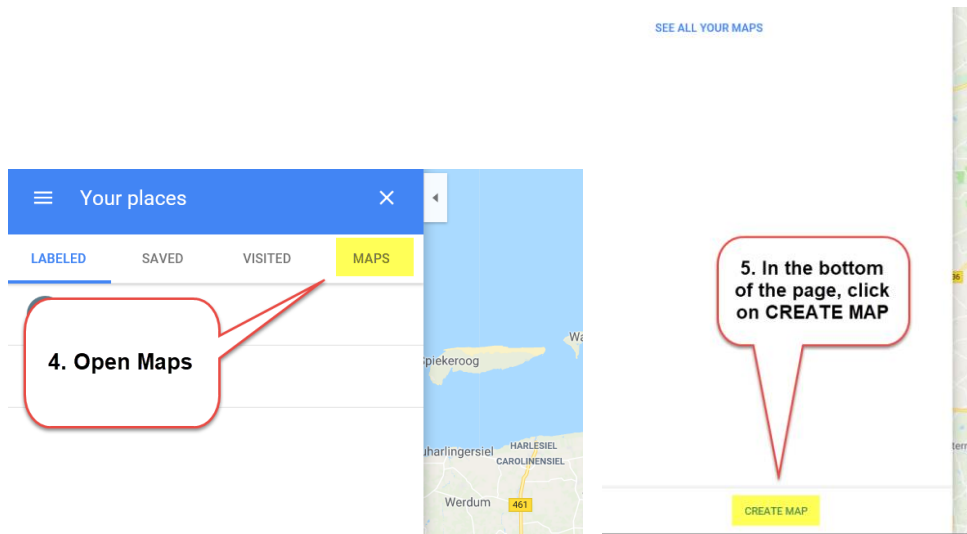 SEE ALL YOUR MAPS
Your places
LABELED SAVED VISITED MAPS
4. Open Maps
Spiekeroog
HARLESIEL
CAROLINENSIEL
Werdum
461
5. In the bottom
of the page, click
on CREATE MAP
CREATE MAP